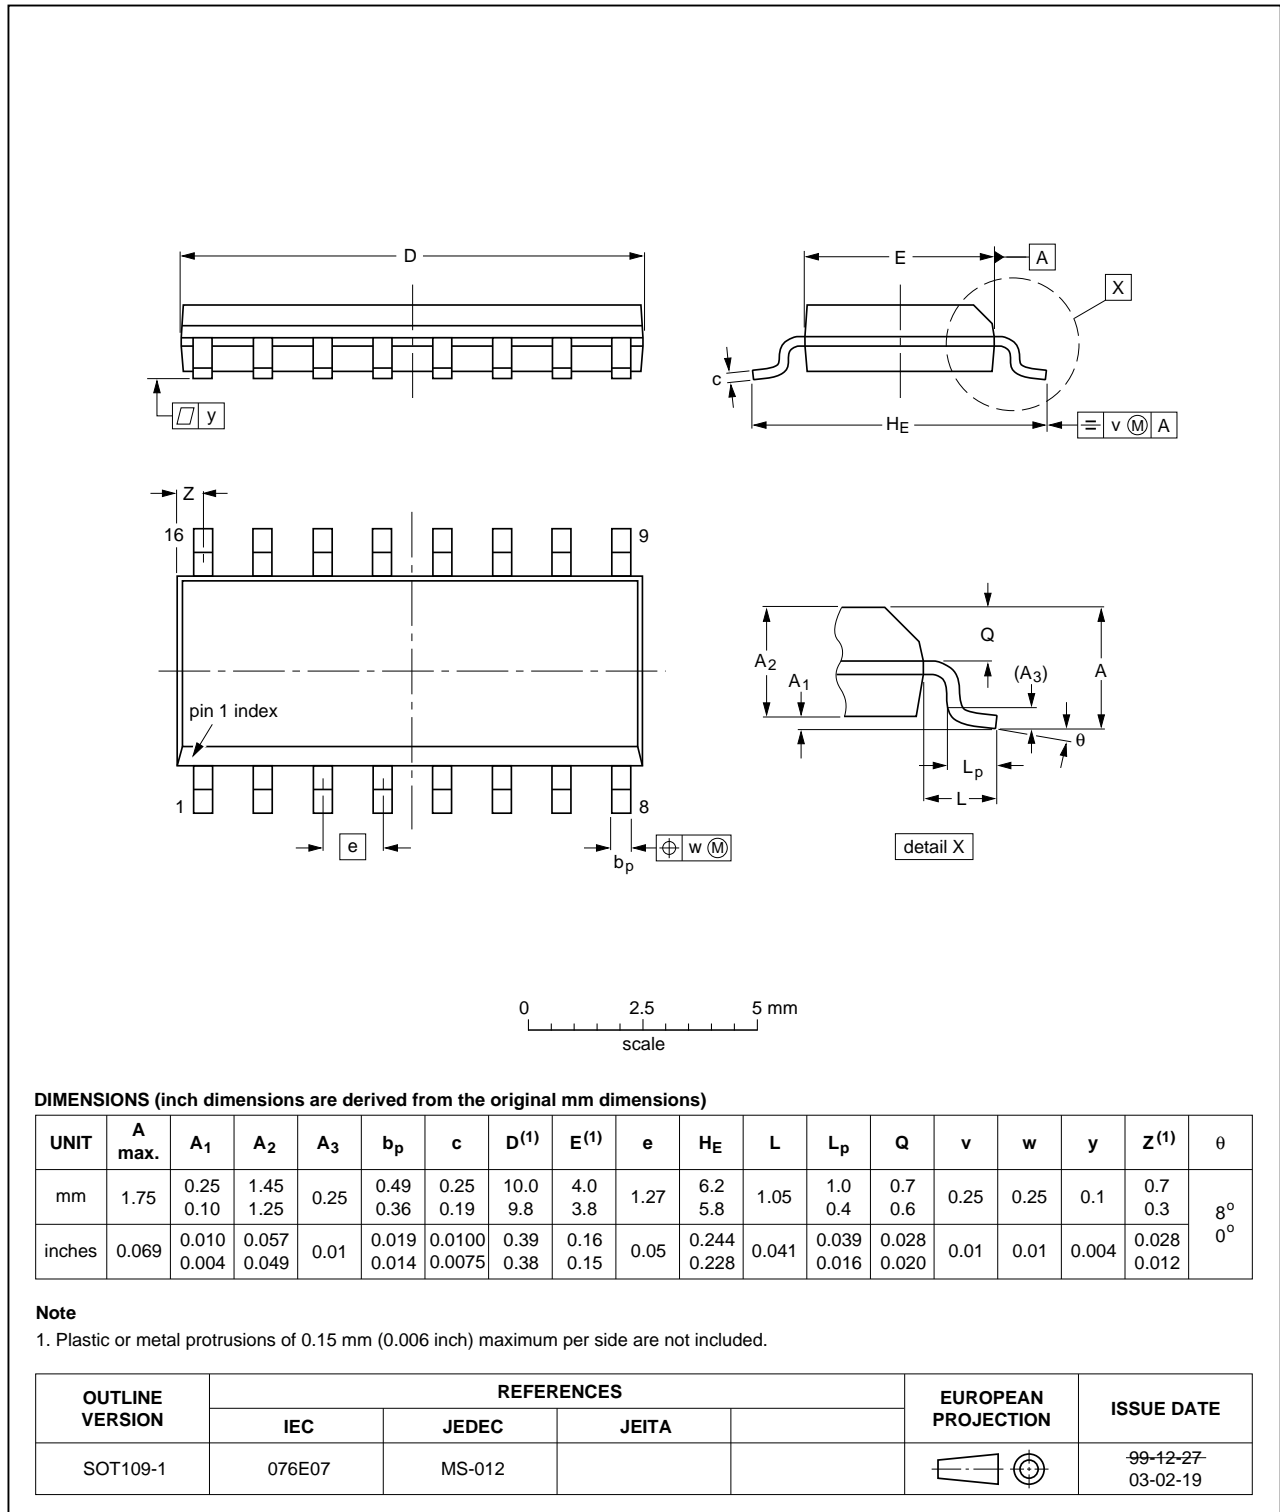 D
E
A
X
c
y
HE
v M A
Z
16
9
pin 1 index
1
8
e
bp
w M
Q
A2
A1
(A3)
A
θ
Lp
L
detail X
0 2.5 5 mm
scale
DIMENSIONS (inch dimensions are derived from the original mm dimensions)
UNIT A max. A1 A2 A3 bp c D(1) E(1) e HE L Lp Q v w y Z(1) θ
mm 1.75 0.25 0.10 1.45 1.25 0.25 0.49 0.36 0.25 0.19 10.0 9.8 4.0 3.8 1.27 6.2 5.8 1.05 1.0 0.4 0.7 0.6 0.25 0.25 0.1 0.7 0.3 8° 0°
inches 0.069 0.010 0.004 0.057 0.049 0.01 0.019 0.014 0.0100 0.0075 0.39 0.38 0.16 0.15 0.05 0.244 0.228 0.041 0.039 0.016 0.028 0.020 0.01 0.01 0.004 0.028 0.012
Note
1. Plastic or metal protrusions of 0.15 mm (0.006 inch) maximum per side are not included.
OUTLINE VERSION REFERENCES EUROPEAN PROJECTION ISSUE DATE
IEC JEDEC JEITA
SOT109-1 076E07 MS-012 99-12-27
03-02-19